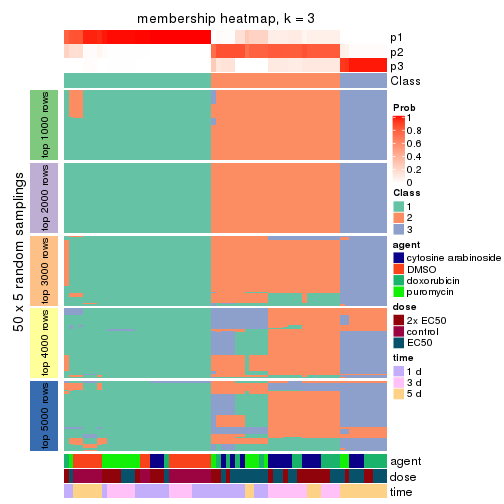 membership heatmap, k = 3
p1
p2
p3
Class
50 x 5 random samplings
top 1000 rows
top 2000 rows
top 3000 rows
top 4000 rows
top 5000 rows
agent
dose
time
Prob
1
0.8
0.6
0.4
0.2
0
Class
1
2
3
agent
cytosine arabinoside
DMSO
doxorubicin
puromycin
dose
2x EC50
control
EC50
time
1 d
3 d
5 d